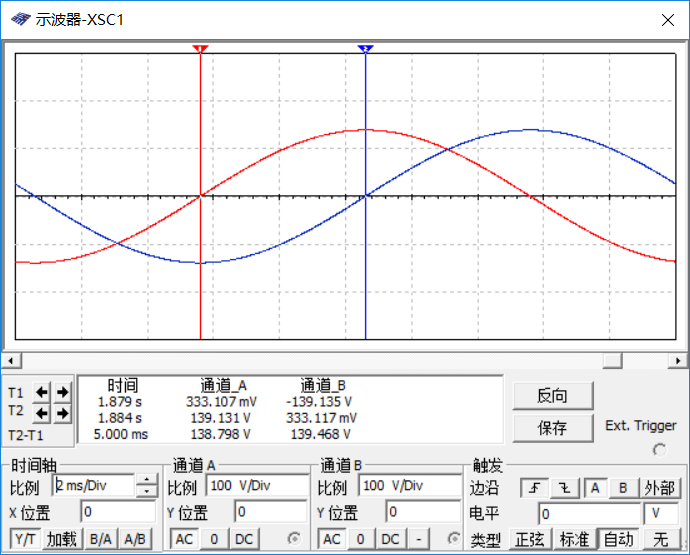 示波器-XSC1
1
2
时间 通道_A 通道_B
T1 1.879 s 333.107 mV -139.135 V
T2 1.884 s 139.131 V 333.117 mV
T2-T1 5.000 ms 138.798 V 139.468 V
反向
保存
Ext. Trigger
时间轴
比例 2 ms/Div
X 位置 0
Y/T 加载 B/A A/B
通道 A
比例 100 V/Div
Y 位置 0
AC 0 DC
通道 B
比例 100 V/Div
Y 位置 0
AC 0 DC -
触发
边沿 A B 外部
电平 0 V
类型 正弦 标准 自动 无